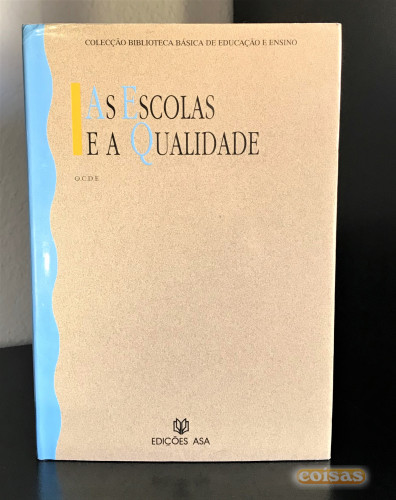 COLECÇÃO BIBLIOTECA BÁSICA DE EDUCAÇÃO E ENSINO
AS ESCOLAS
E A QUALIDADE
O.C.D.E.
EDIÇÕES ASA
coisas